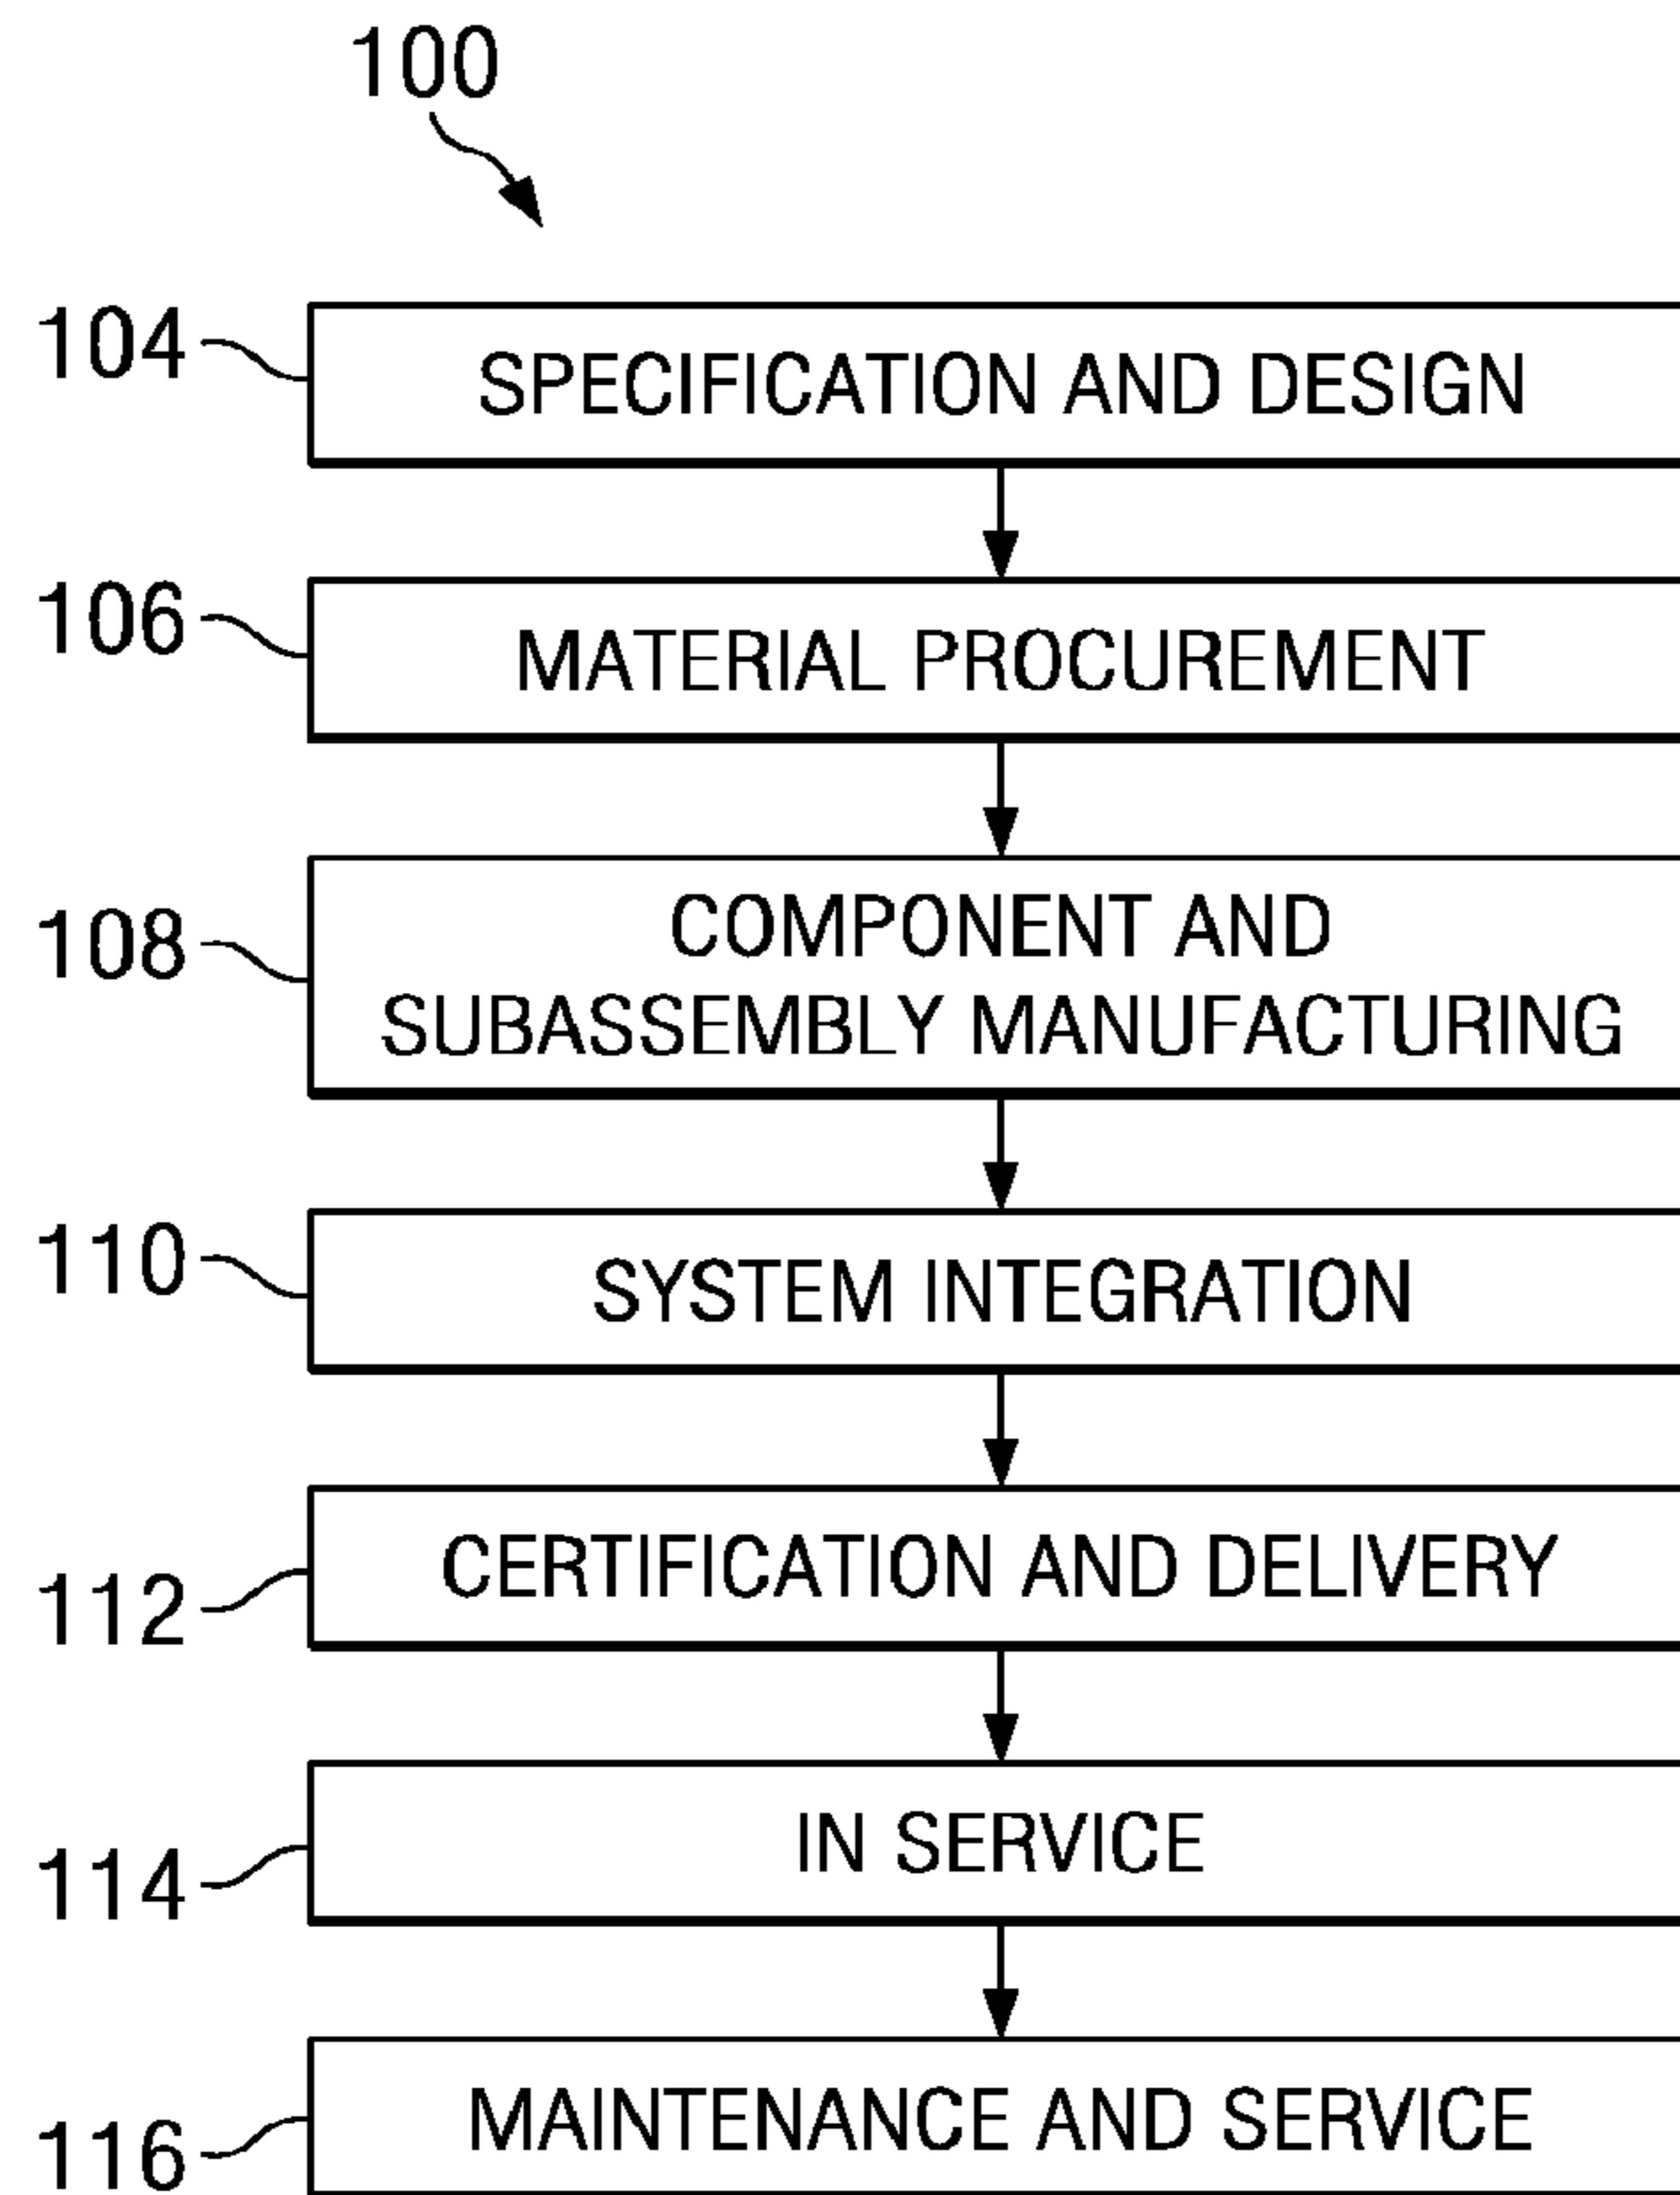 100
104
SPECIFICATION AND DESIGN
106
MATERIAL PROCUREMENT
108
COMPONENT AND
SUBASSEMBLY MANUFACTURING
110
SYSTEM INTEGRATION
112
CERTIFICATION AND DELIVERY
114
IN SERVICE
116
MAINTENANCE AND SERVICE